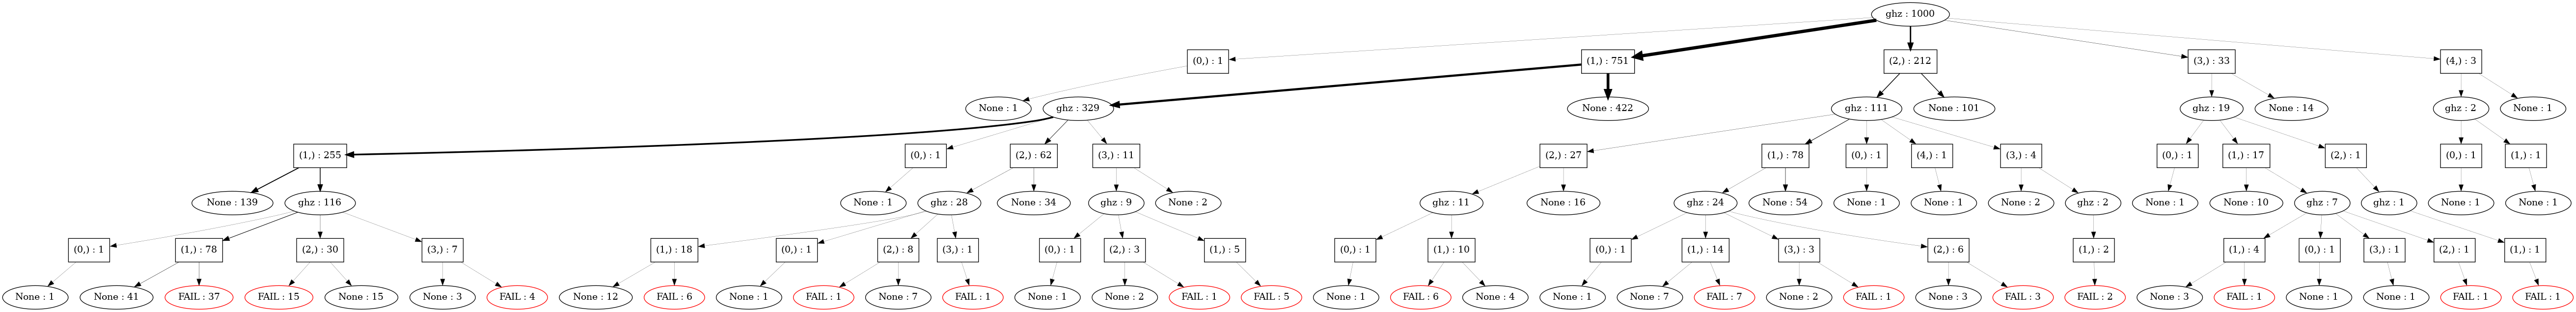 ghz : 1000
(0,) : 1
(1,) : 751
(2,) : 212
(3,) : 33
(4,) : 3
None : 1
ghz : 329
None : 422
ghz : 111
None : 101
ghz : 19
None : 14
ghz : 2
None : 1
(1,) : 255
(0,) : 1
(2,) : 62
(3,) : 11
(2,) : 27
(1,) : 78
(0,) : 1
(4,) : 1
(3,) : 4
(0,) : 1
(1,) : 17
(2,) : 1
(0,) : 1
(1,) : 1
None : 139
ghz : 116
None : 1
ghz : 28
None : 34
ghz : 9
None : 2
ghz : 11
None : 16
ghz : 24
None : 54
None : 1
None : 1
None : 2
ghz : 2
None : 1
None : 10
ghz : 7
ghz : 1
None : 1
None : 1
(0,) : 1
(1,) : 78
(2,) : 30
(3,) : 7
(1,) : 18
(0,) : 1
(2,) : 8
(3,) : 1
(0,) : 1
(2,) : 3
(1,) : 5
(0,) : 1
(1,) : 10
(0,) : 1
(1,) : 14
(3,) : 3
(2,) : 6
(1,) : 2
(1,) : 4
(0,) : 1
(3,) : 1
(2,) : 1
(1,) : 1
None : 1
None : 41
FAIL : 37
FAIL : 15
None : 15
None : 3
FAIL : 4
None : 12
FAIL : 6
None : 1
FAIL : 1
None : 7
FAIL : 1
None : 1
None : 2
FAIL : 1
FAIL : 5
None : 1
FAIL : 6
None : 4
None : 1
None : 7
FAIL : 7
None : 2
FAIL : 1
None : 3
FAIL : 3
FAIL : 2
None : 3
FAIL : 1
None : 1
None : 1
FAIL : 1
FAIL : 1